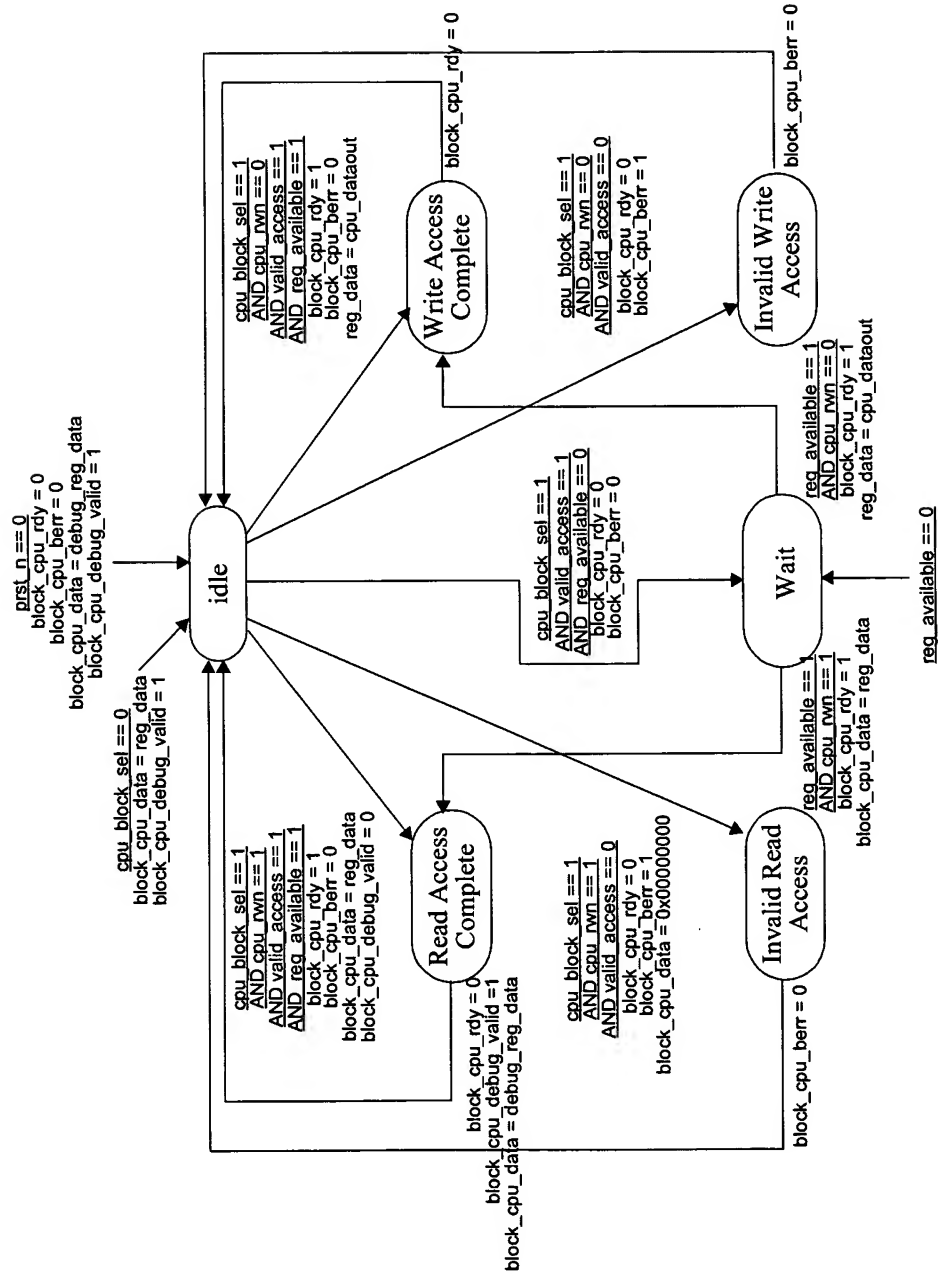 prst_n == 0
block_cpu_rdy = 0
block_cpu_berr = 0
block_cpu_data = debug_reg_data
block_cpu_debug_valid = 1
cpu_block_sel == 0
block_cpu_data = reg_data
block_cpu_debug_valid = 1
idle
cpu_block_sel == 1
AND cpu_rwn == 1
AND valid_access == 1
AND reg_available == 1
block_cpu_rdy = 1
block_cpu_berr = 0
block_cpu_data = reg_data
block_cpu_debug_valid = 0
cpu_block_sel == 1
AND cpu_rwn == 0
AND valid_access == 1
AND reg_available == 1
block_cpu_rdy = 1
block_cpu_berr = 0
reg_data = cpu_dataout
Read Access
Complete
Write Access
Complete
block_cpu_rdy = 0
block_cpu_debug_valid =1
block_cpu_data = debug_reg_data
block_cpu_rdy = 0
cpu_block_sel == 1
AND valid_access == 1
AND reg_available == 0
block_cpu_rdy = 0
block_cpu_berr = 0
cpu_block_sel == 1
AND cpu_rwn == 1
AND valid_access == 0
block_cpu_rdy = 0
block_cpu_berr = 1
block_cpu_data = 0x00000000
cpu_block_sel == 1
AND cpu_rwn == 0
AND valid_access == 0
block_cpu_rdy = 0
block_cpu_berr = 1
Invalid Read
Access
Wait
Invalid Write
Access
block_cpu_berr = 0
reg_available == 1
AND cpu_rwn == 1
block_cpu_rdy = 1
block_cpu_data = reg_data
reg_available == 1
AND cpu_rwn == 0
block_cpu_rdy = 1
reg_data = cpu_dataout
block_cpu_berr = 0
reg_available == 0